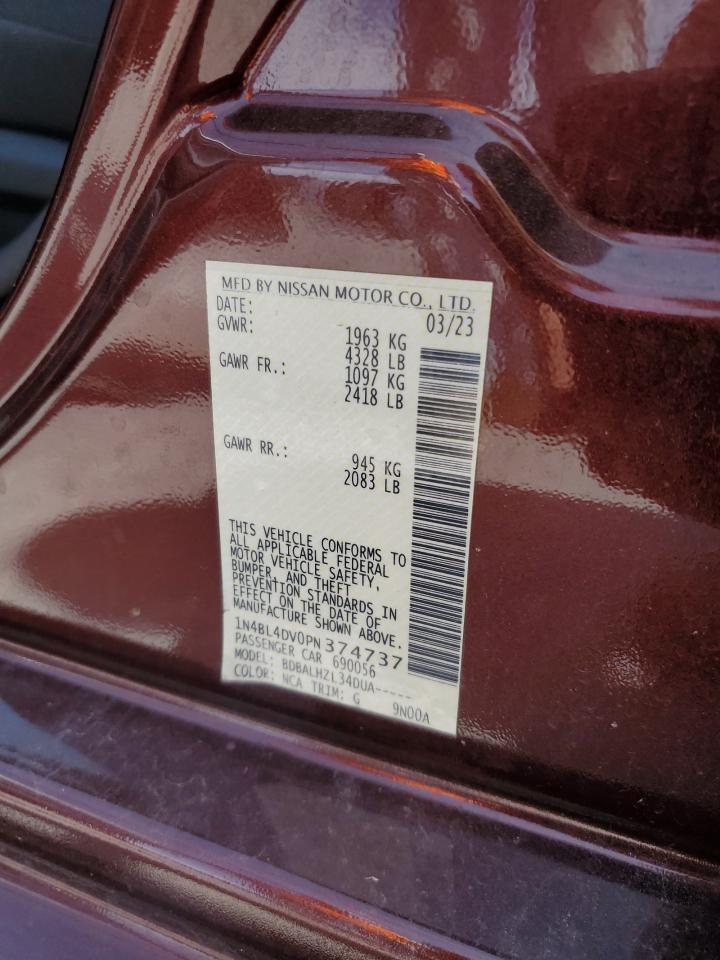 MFD BY NISSAN MOTOR CO., LTD.
DATE: 03/23
GVWR: 1963 KG
4328 LB
GAWR FR.: 1097 KG
2418 LB
GAWR RR.: 945 KG
2083 LB
THIS VEHICLE CONFORMS TO
ALL APPLICABLE FEDERAL
MOTOR VEHICLE SAFETY,
BUMPER, AND THEFT
PREVENTION STANDARDS IN
EFFECT ON THE DATE OF
MANUFACTURE SHOWN ABOVE.
1N4BL4DV0PN374737
PASSENGER CAR 690056
MODEL: BDBALHZL34DUA-----
COLOR: NCA TRIM: G 9N00A